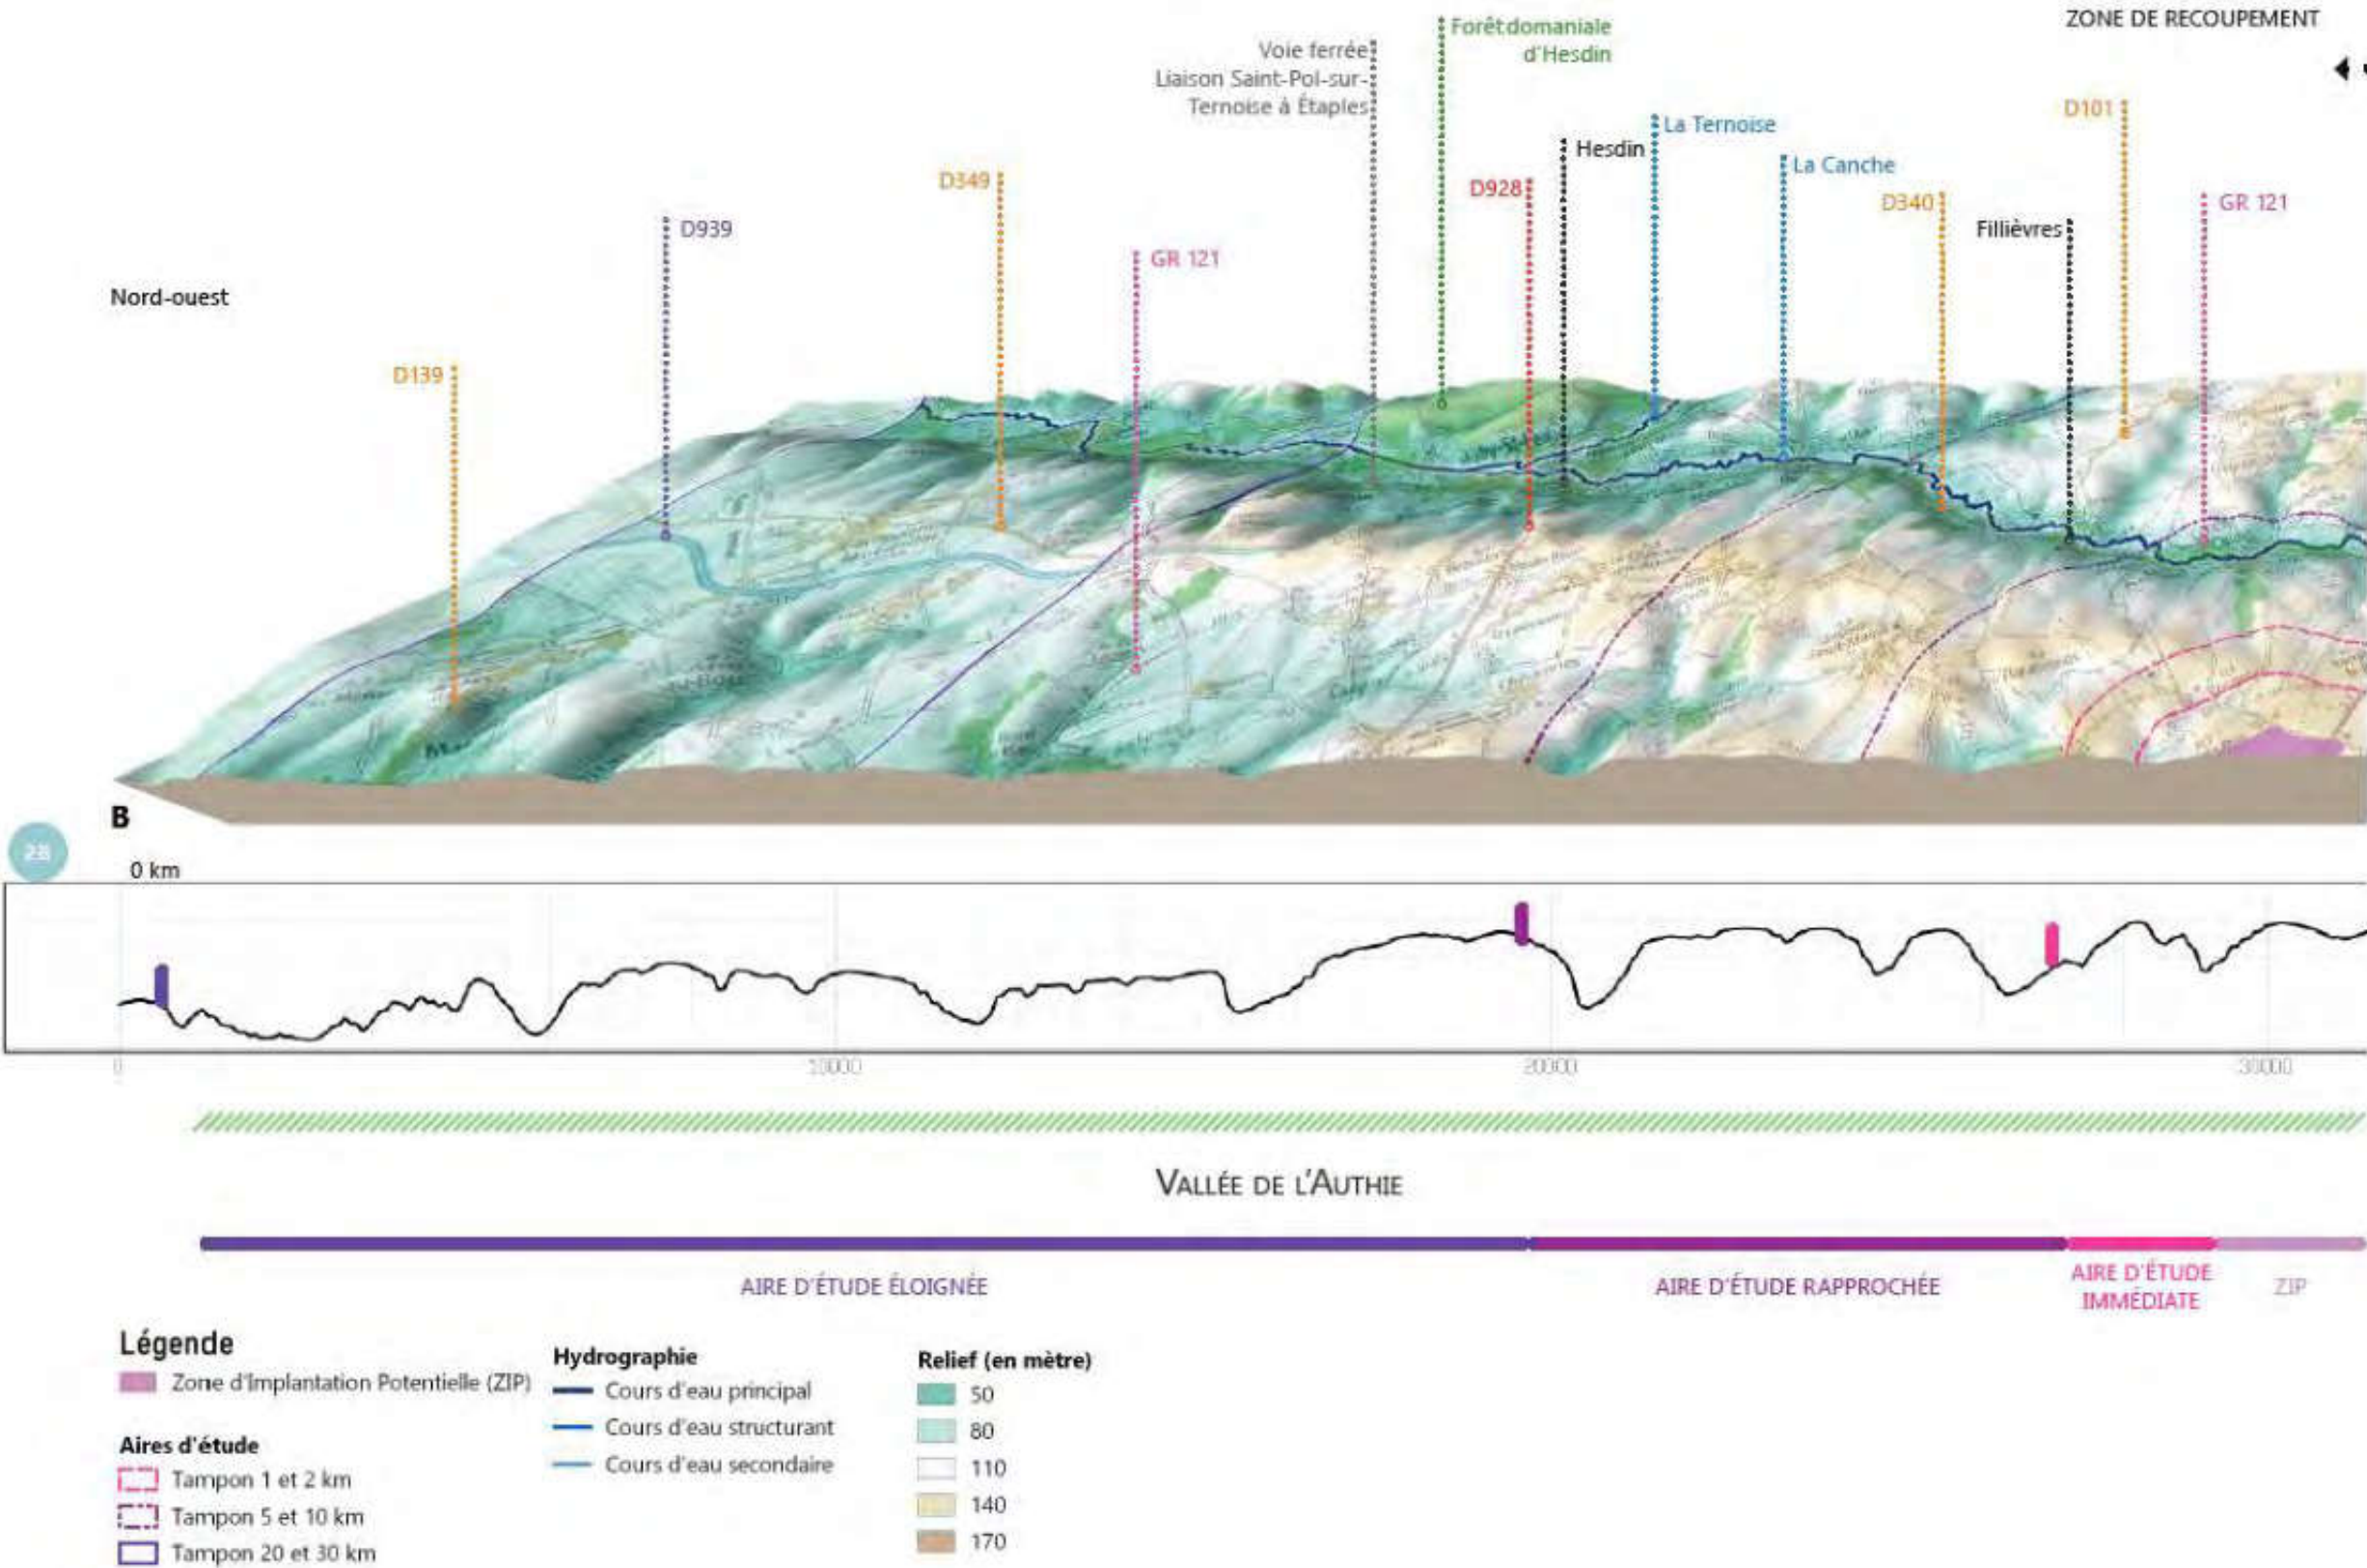 ZONE DE RECOUPEMENT
Forêt domaniale
d'Hesdin
Voie ferrée
Liaison Saint-Pol-sur-
Ternoise à Étaples
D101
La Ternoise
Hesdin
La Canche
D349
D928
D340
GR 121
D939
Fillièvres
GR 121
Nord-ouest
D139
B
2B
0 km
0
10000
20000
30000
VALLÉE DE L'AUTHIE
AIRE D'ÉTUDE ÉLOIGNÉE
AIRE D'ÉTUDE RAPPROCHÉE
AIRE D'ÉTUDE
IMMÉDIATE
ZIP
Légende
Zone d'Implantation Potentielle (ZIP)
Aires d'étude
Tampon 1 et 2 km
Tampon 5 et 10 km
Tampon 20 et 30 km
Hydrographie
Cours d'eau principal
Cours d'eau structurant
Cours d'eau secondaire
Relief (en mètre)
50
80
110
140
170